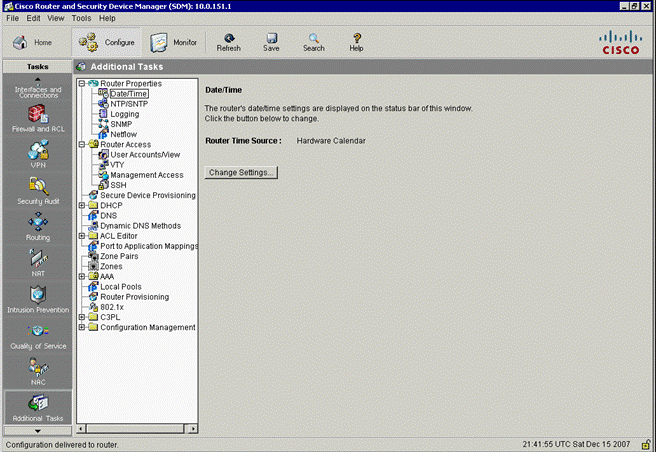 Cisco Router and Security Device Manager (SDM): 10.0.151.1
File Edit View Tools Help
Home Configure Monitor Refresh Save Search Help
CISCO
Tasks
Additional Tasks
Interfaces and Connections
Firewall and ACL
VPN
Security Audit
Routing
NAT
Intrusion Prevention
Quality of Service
NAC
Additional Tasks
Router Properties
Date/Time
NTP/SNTP
Logging
SNMP
Netflow
Router Access
User Accounts/View
VTY
Management Access
SSH
Secure Device Provisioning
DHCP
DNS
Dynamic DNS Methods
ACL Editor
Port to Application Mappings
Zone Pairs
Zones
AAA
Local Pools
Router Provisioning
802.1x
C3PL
Configuration Management
Date/Time
The router's date/time settings are displayed on the status bar of this window.
Click the button below to change.
Router Time Source : Hardware Calendar
Change Settings...
Configuration delivered to router.
21:41:55 UTC Sat Dec 15 2007